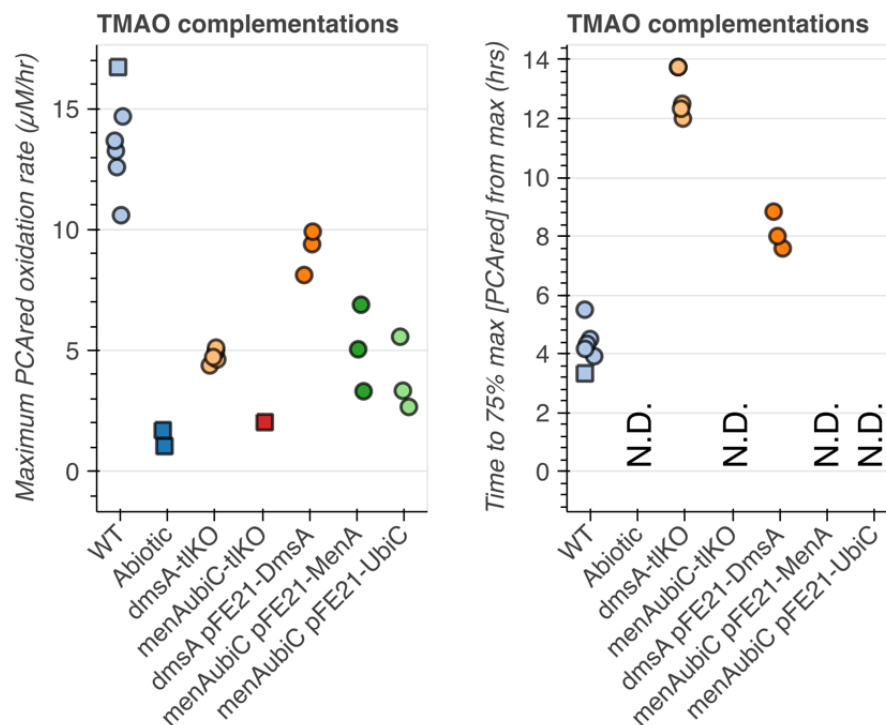 TMAO complementations
Maximum PCAred oxidation rate (μM/hr)
15
10
5
0
WT
Abiotic
dmsA-tlKO
menAubiC-tlKO
dmsA pFE21-DmsA
menAubiC pFE21-MenA
menAubiC pFE21-UbiC
TMAO complementations
Time to 75% max [PCAred] from max (hrs)
14
12
10
8
6
4
2
0
N.D.
N.D.
N.D.
N.D.
WT
Abiotic
dmsA-tlKO
menAubiC-tlKO
dmsA pFE21-DmsA
menAubiC pFE21-MenA
menAubiC pFE21-UbiC